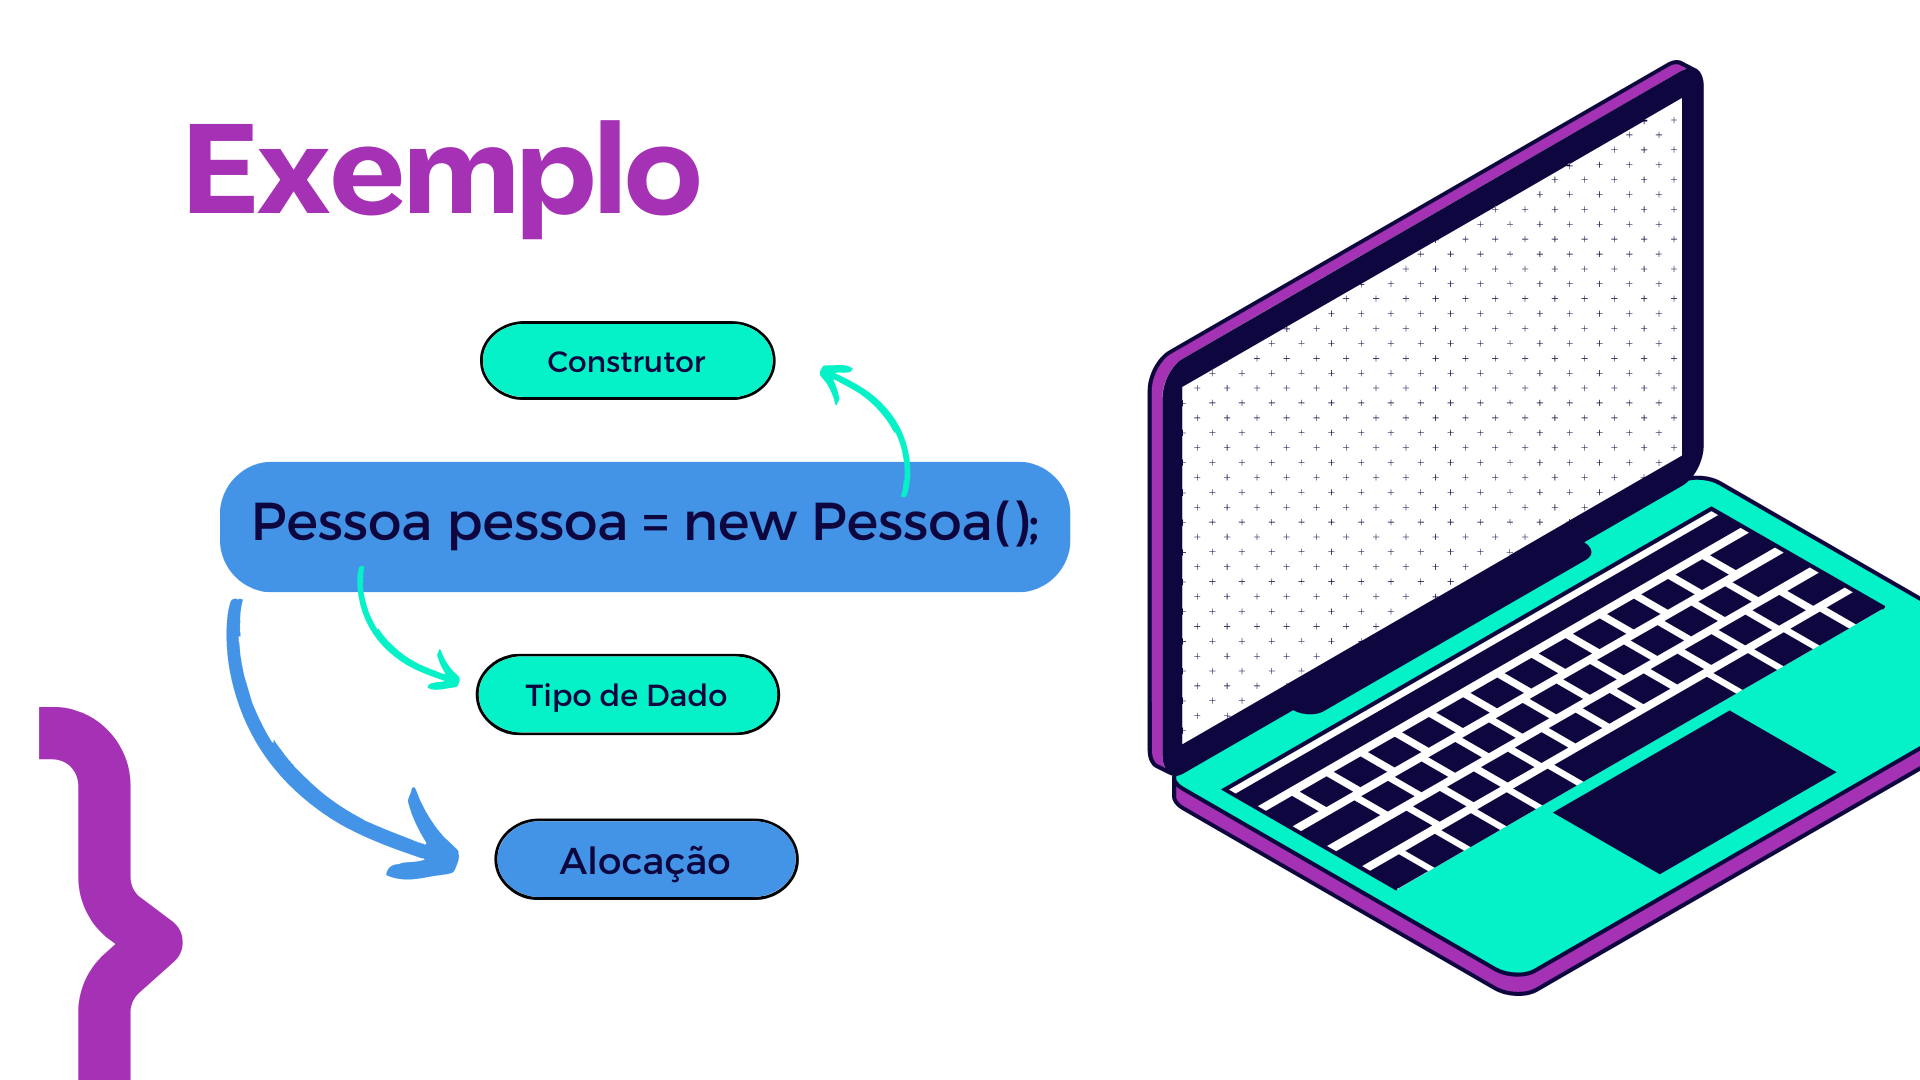 Exemplo
Construtor
Pessoa pessoa = new Pessoa();
Tipo de Dado
Alocação